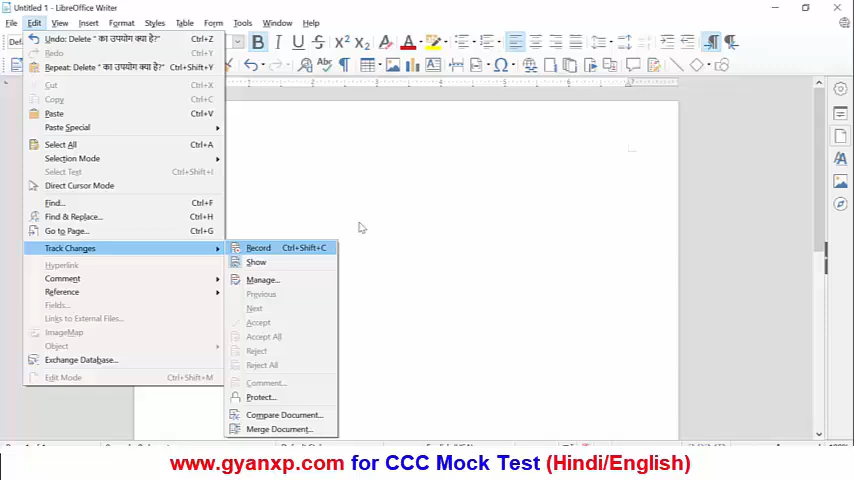 Untitled 1 - LibreOffice Writer
File Edit View Insert Format Styles Table Form Tools Window Help
Undo: Delete " का उपयोग क्या है?" Ctrl+Z
Redo Ctrl+Y
Repeat: Delete " का उपयोग क्या है?" Ctrl+Shift+Y
Cut Ctrl+X
Copy Ctrl+C
Paste Ctrl+V
Paste Special
Select All Ctrl+A
Selection Mode
Select Text Ctrl+Shift+I
Direct Cursor Mode
Find... Ctrl+F
Find & Replace... Ctrl+H
Go to Page... Ctrl+G
Track Changes
Hyperlink
Comment
Reference
Fields...
Links to External Files...
ImageMap
Object
Exchange Database...
Edit Mode Ctrl+Shift+M
Record Ctrl+Shift+C
Show
Manage...
Previous
Next
Accept
Accept All
Reject
Reject All
Comment...
Protect...
Compare Document...
Merge Document...
www.gyanxp.com for CCC Mock Test (Hindi/English)